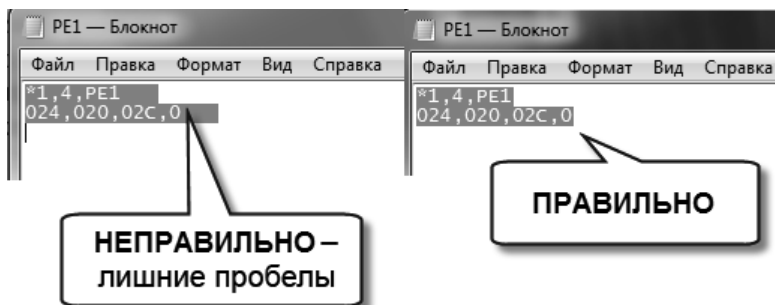 PE1 — Блокнот
Файл Правка Формат Вид Справка
*1,4,PE1
024,020,02C,0
НЕПРАВИЛЬНО –
лишние пробелы
PE1 — Блокнот
Файл Правка Формат Вид Справка
*1,4,PE1
024,020,02C,0
ПРАВИЛЬНО